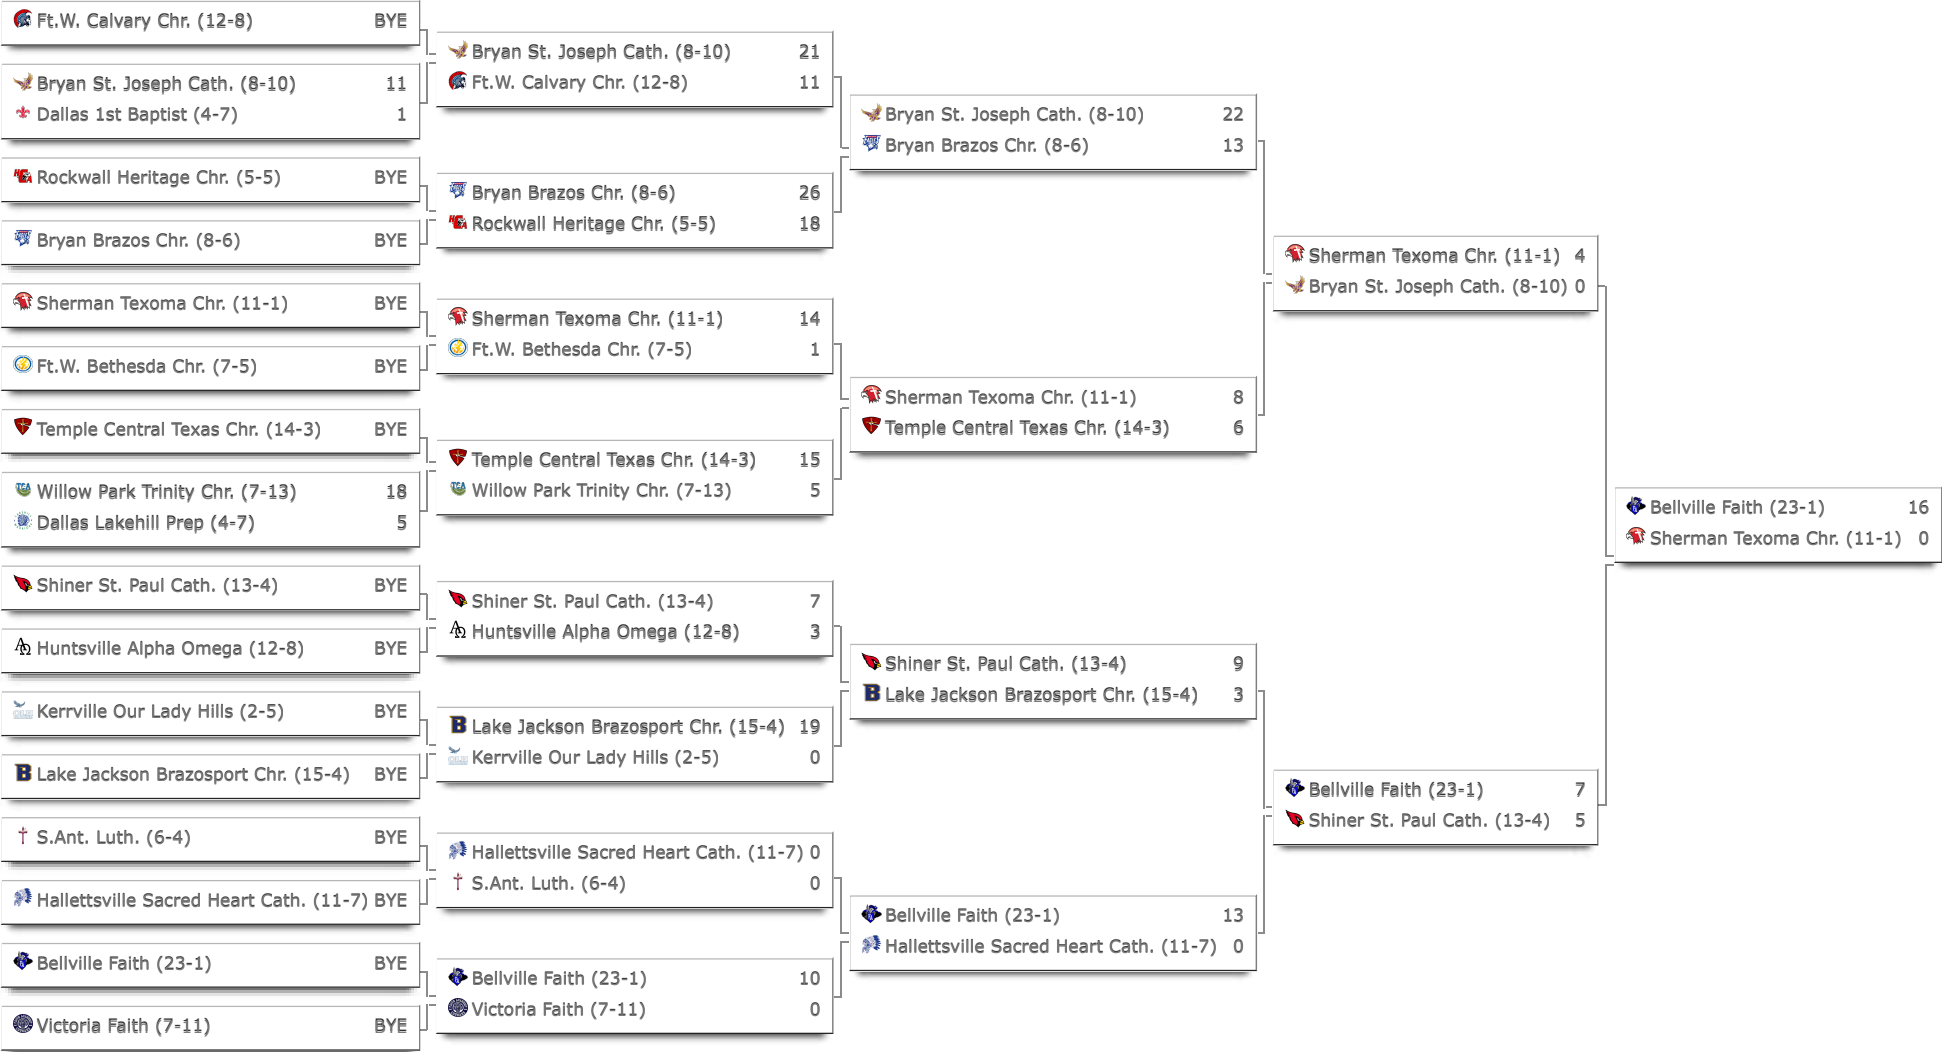 Ft.W. Calvary Chr. (12-8) BYE
Bryan St. Joseph Cath. (8-10) 11
Dallas 1st Baptist (4-7) 1
Rockwall Heritage Chr. (5-5) BYE
Bryan Brazos Chr. (8-6) BYE
Sherman Texoma Chr. (11-1) BYE
Ft.W. Bethesda Chr. (7-5) BYE
Temple Central Texas Chr. (14-3) BYE
Willow Park Trinity Chr. (7-13) 18
Dallas Lakehill Prep (4-7) 5
Shiner St. Paul Cath. (13-4) BYE
Huntsville Alpha Omega (12-8) BYE
Kerrville Our Lady Hills (2-5) BYE
Lake Jackson Brazosport Chr. (15-4) BYE
S.Ant. Luth. (6-4) BYE
Hallettsville Sacred Heart Cath. (11-7) BYE
Bellville Faith (23-1) BYE
Victoria Faith (7-11) BYE
Bryan St. Joseph Cath. (8-10) 21
Ft.W. Calvary Chr. (12-8) 11
Bryan Brazos Chr. (8-6) 26
Rockwall Heritage Chr. (5-5) 18
Sherman Texoma Chr. (11-1) 14
Ft.W. Bethesda Chr. (7-5) 1
Temple Central Texas Chr. (14-3) 15
Willow Park Trinity Chr. (7-13) 5
Shiner St. Paul Cath. (13-4) 7
Huntsville Alpha Omega (12-8) 3
Lake Jackson Brazosport Chr. (15-4) 19
Kerrville Our Lady Hills (2-5) 0
Hallettsville Sacred Heart Cath. (11-7) 0
S.Ant. Luth. (6-4) 0
Bellville Faith (23-1) 10
Victoria Faith (7-11) 0
Bryan St. Joseph Cath. (8-10) 22
Bryan Brazos Chr. (8-6) 13
Sherman Texoma Chr. (11-1) 8
Temple Central Texas Chr. (14-3) 6
Shiner St. Paul Cath. (13-4) 9
Lake Jackson Brazosport Chr. (15-4) 3
Bellville Faith (23-1) 13
Hallettsville Sacred Heart Cath. (11-7) 0
Sherman Texoma Chr. (11-1) 4
Bryan St. Joseph Cath. (8-10) 0
Bellville Faith (23-1) 7
Shiner St. Paul Cath. (13-4) 5
Bellville Faith (23-1) 16
Sherman Texoma Chr. (11-1) 0